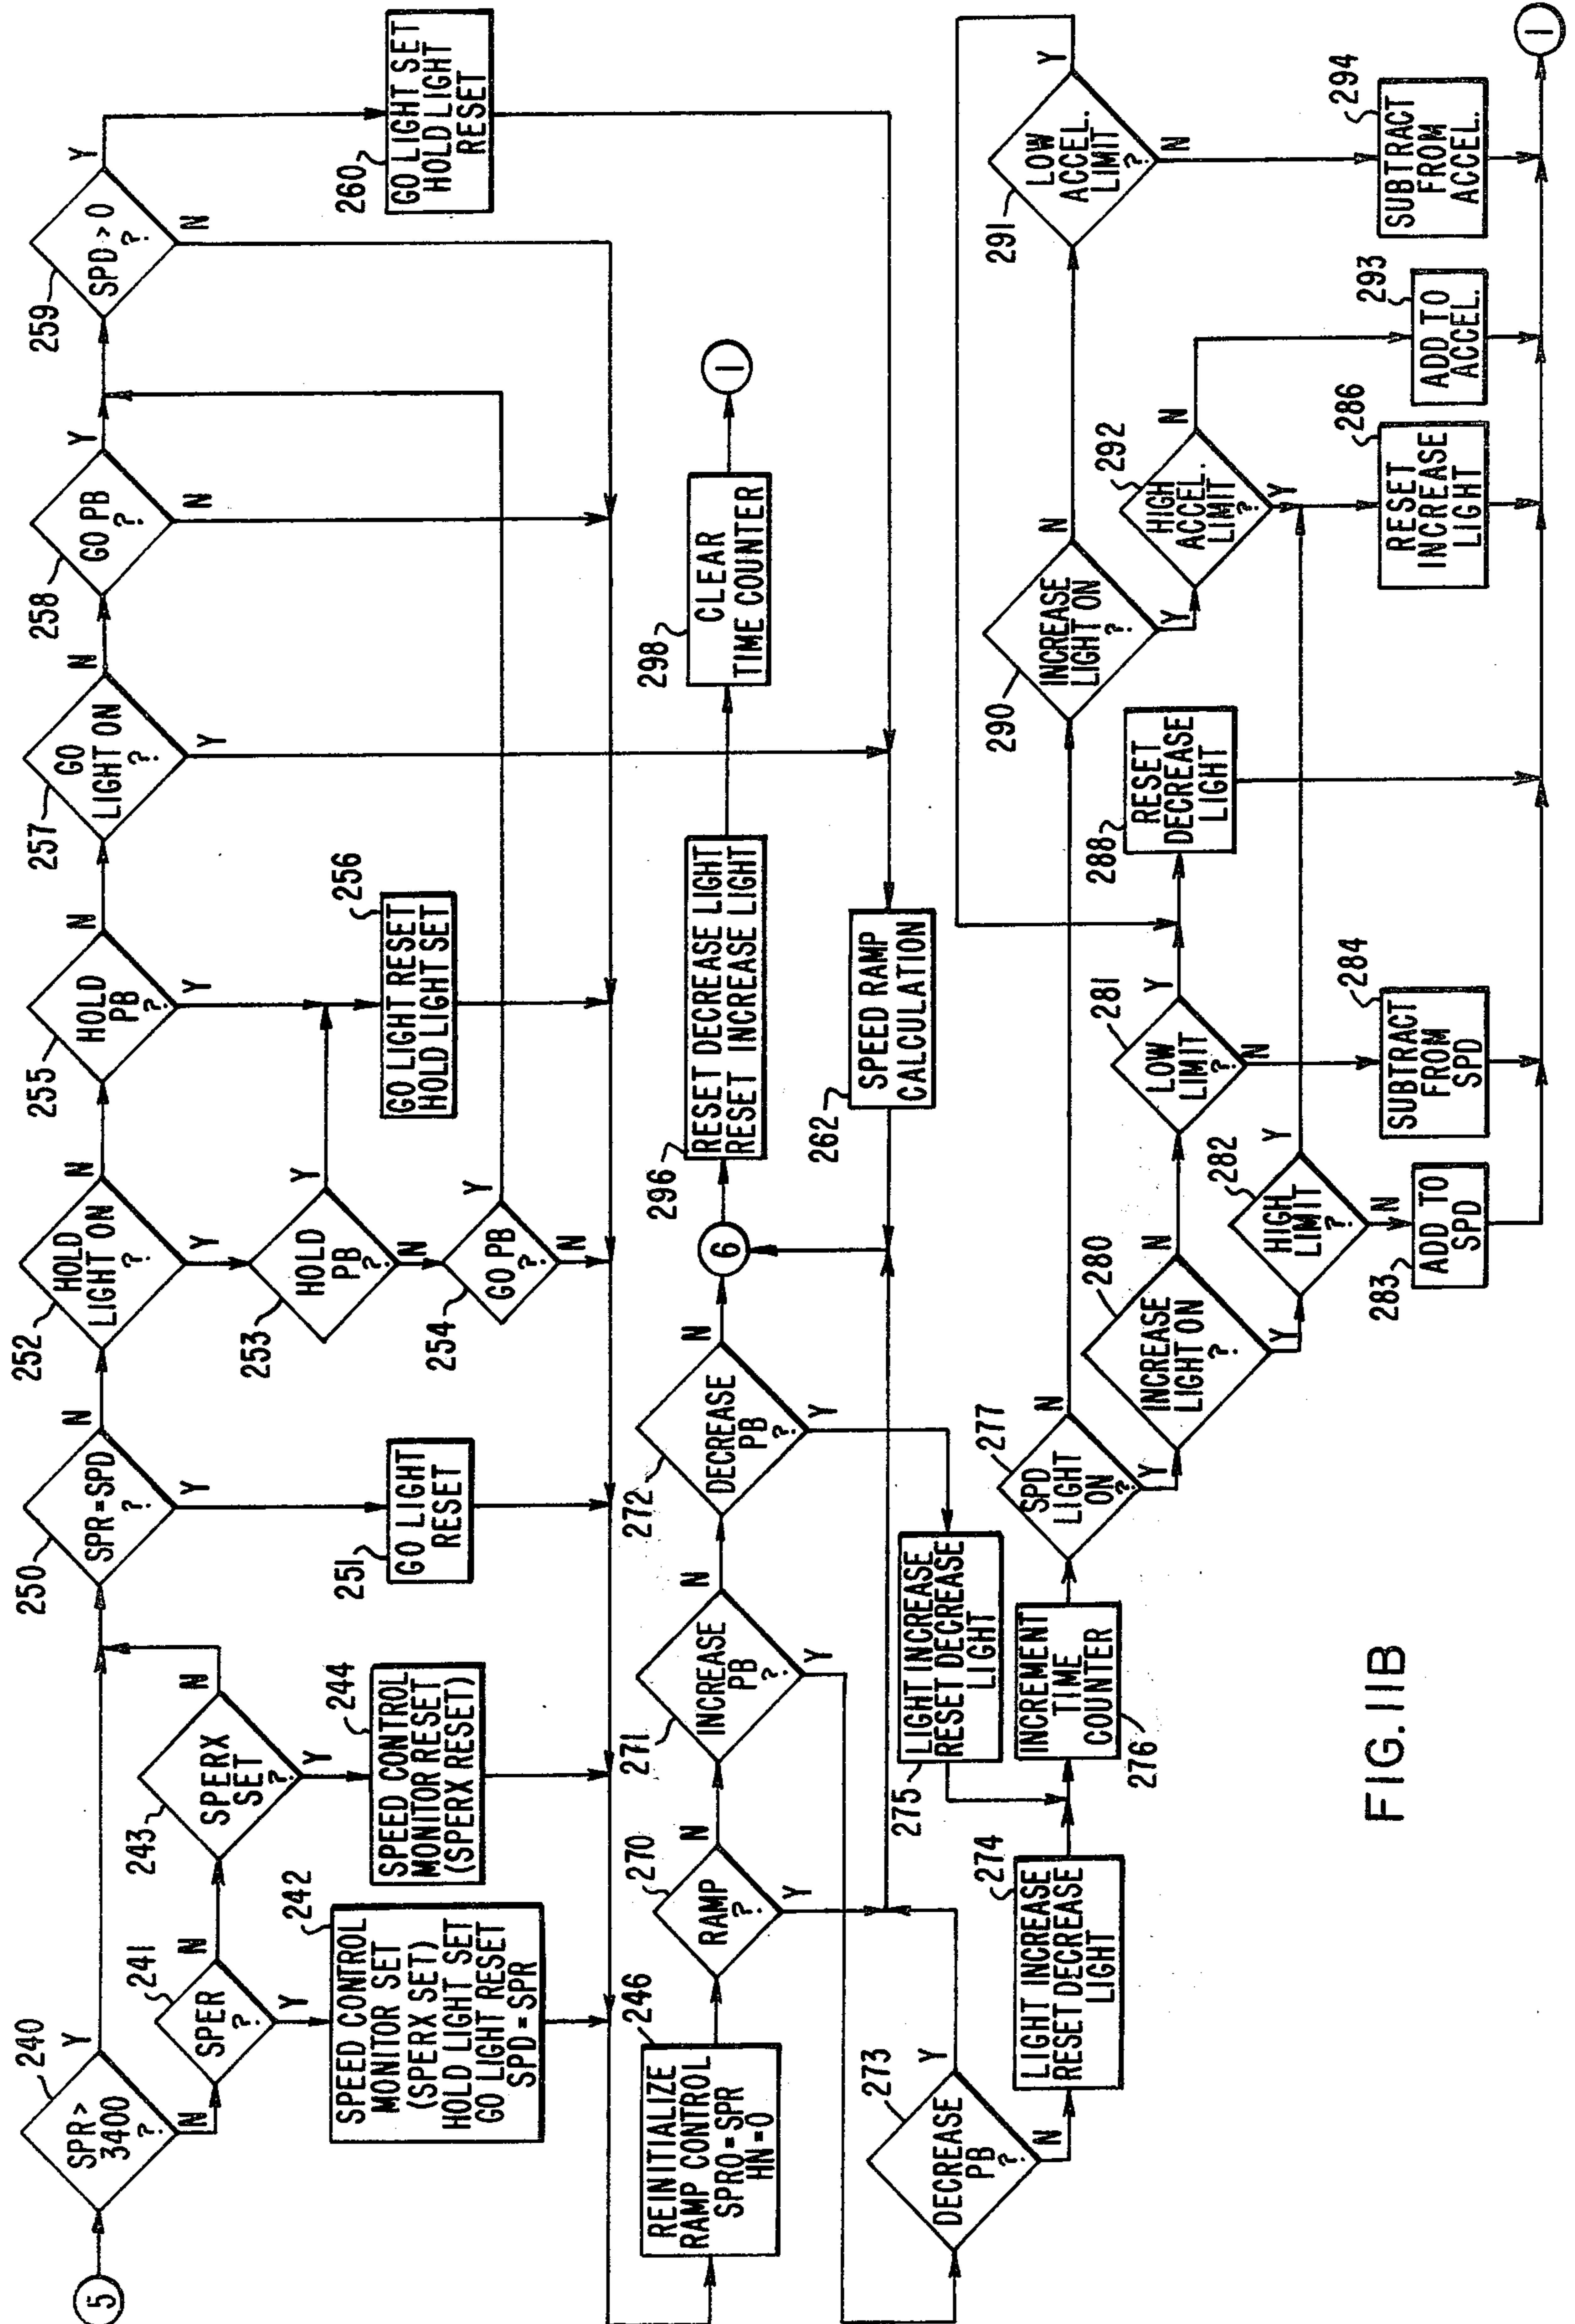 5
240
SPR >
3400
?
Y
N
241
SPER
?
N
Y
242
SPEED CONTROL
MONITOR SET
(SPERX SET)
HOLD LIGHT SET
GO LIGHT RESET
SPD = SPR
243
SPERX
SET
?
N
Y
244
SPEED CONTROL
MONITOR RESET
(SPERX RESET)
250
SPR = SPD
?
N
Y
251
GO LIGHT
RESET
252
HOLD
LIGHT ON
?
N
Y
253
HOLD
PB
?
Y
N
254
GO PB
?
Y
N
255
HOLD
PB
?
N
Y
256
GO LIGHT RESET
HOLD LIGHT SET
257
GO
LIGHT ON
?
N
Y
258
GO PB
?
Y
N
259
SPD > 0
?
Y
N
260
GO LIGHT SET
HOLD LIGHT
RESET
246
REINITIALIZE
RAMP CONTROL
SPRO = SPR
HN = 0
270
RAMP
?
N
Y
271
INCREASE
PB
?
N
Y
272
DECREASE
PB
?
N
Y
6
296
RESET DECREASE LIGHT
RESET INCREASE LIGHT
298
CLEAR
TIME COUNTER
1
262
SPEED RAMP
CALCULATION
273
DECREASE
PB
?
Y
N
274
LIGHT INCREASE
RESET DECREASE
LIGHT
275
LIGHT INCREASE
RESET DECREASE
LIGHT
276
INCREMENT
TIME
COUNTER
277
SPD
LIGHT
ON
?
N
Y
280
INCREASE
LIGHT ON
?
N
Y
281
LOW
LIMIT
?
Y
N
282
HIGH
LIMIT
?
Y
N
283
ADD TO
SPD
284
SUBTRACT
FROM
SPD
288
RESET
DECREASE
LIGHT
290
INCREASE
LIGHT ON
?
N
Y
291
LOW
ACCEL.
LIMIT
?
Y
N
292
HIGH
ACCEL.
LIMIT
?
N
Y
286
RESET
INCREASE
LIGHT
293
ADD TO
ACCEL.
294
SUBTRACT
FROM
ACCEL.
1
FIG. 11B